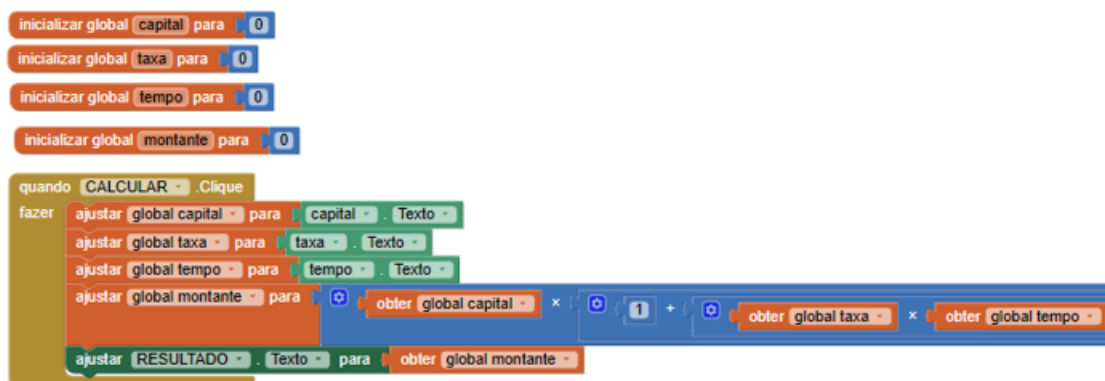 inicializar global capital para 0
inicializar global taxa para 0
inicializar global tempo para 0
inicializar global montante para 0
quando CALCULAR .Clique
fazer ajustar global capital para capital . Texto
ajustar global taxa para taxa . Texto
ajustar global tempo para tempo . Texto
ajustar global montante para obter global capital × 1 + obter global taxa × obter global tempo
ajustar RESULTADO . Texto para obter global montante